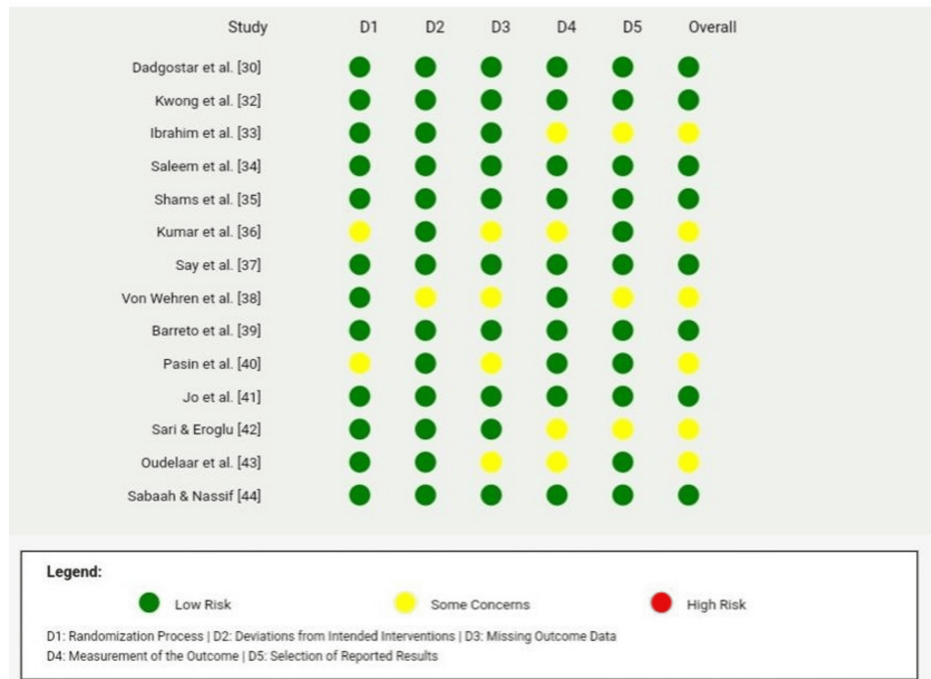 Study D1 D2 D3 D4 D5 Overall
Dadgostar et al. [30]
Kwong et al. [32]
Ibrahim et al. [33]
Saleem et al. [34]
Shams et al. [35]
Kumar et al. [36]
Say et al. [37]
Von Wehren et al. [38]
Barreto et al. [39]
Pasin et al. [40]
Jo et al. [41]
Sari & Eroglu [42]
Oudelaar et al. [43]
Sabaah & Nassif [44]
Legend:
Low Risk Some Concerns High Risk
D1: Randomization Process | D2: Deviations from Intended Interventions | D3: Missing Outcome Data
D4: Measurement of the Outcome | D5: Selection of Reported Results